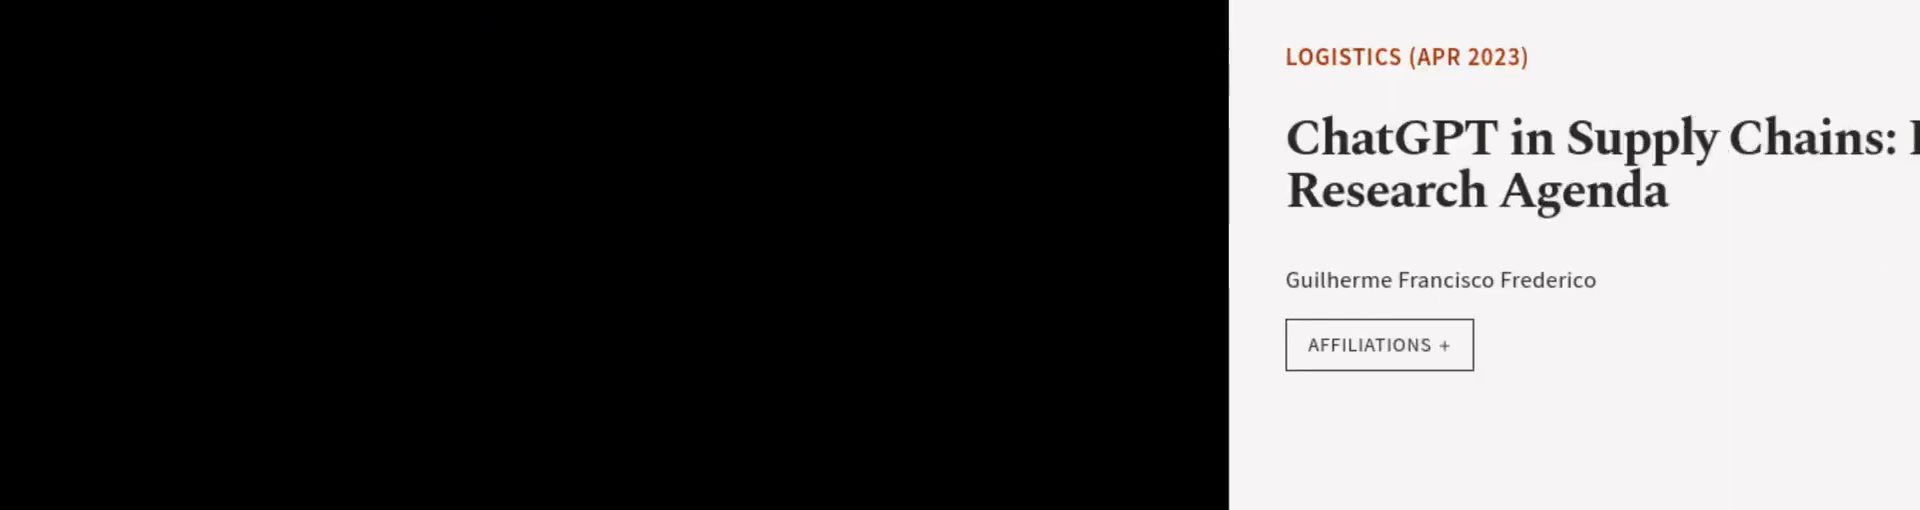 LOGISTICS (APR 2023)
ChatGPT in Supply Chains:
Research Agenda
Guilherme Francisco Frederico
AFFILIATIONS +